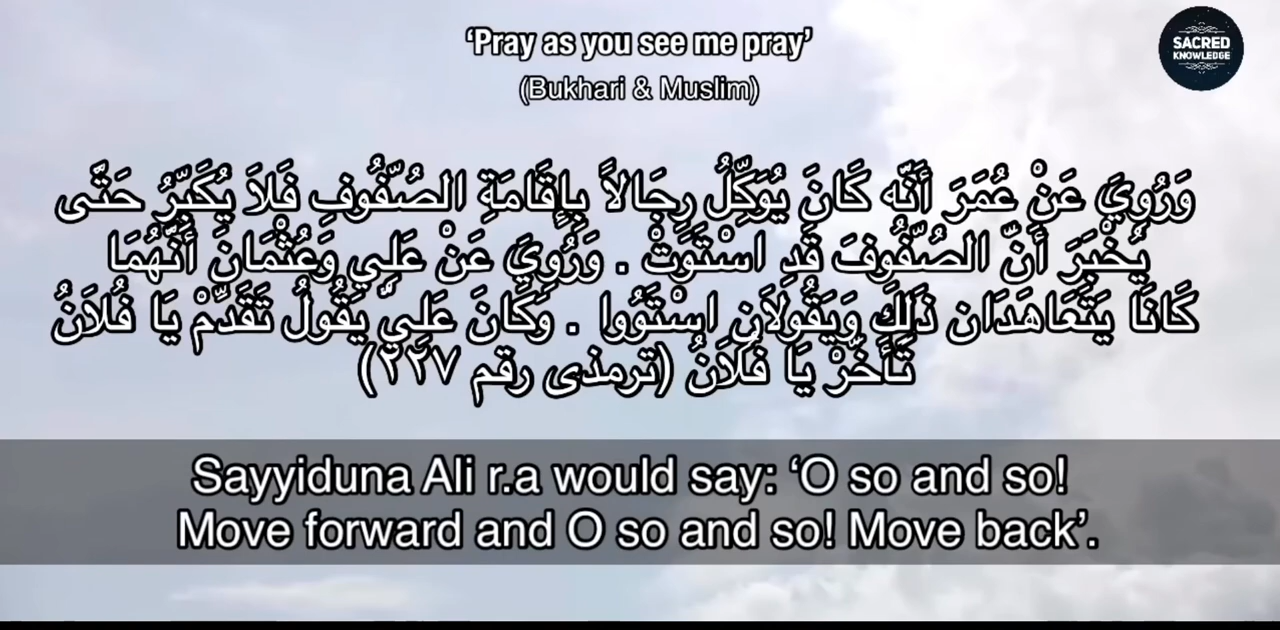 ‘Pray as you see me pray’
(Bukhari & Muslim)
SACRED
KNOWLEDGE
وَرُوِيَ عَنْ عُمَرَ أَنَّه كَانَ يُوَكِّلُ رِجَالاً بِإِقَامَةِ الصُّفُوفِ فَلاَ يُكَبِّرُ حَتَّى
يُخْبَرَ أَنَّ الصُّفُوفَ قَدِ اسْتَوَتْ . وَرُوِيَ عَنْ عَلِيٍّ وَعُثْمَانَ أَنَّهُمَا
كَانَا يَتَعَاهَدَانِ ذَلِكَ وَيَقُولاَنِ اسْتَوُوا . وَكَانَ عَلِيٌّ يَقُولُ تَقَدَّمْ يَا فُلاَنُ
تَأَخَّرْ يَا فُلاَنُ (ترمذى رقم ٢٢٧)
Sayyiduna Ali r.a would say: ‘O so and so!
Move forward and O so and so! Move back’.